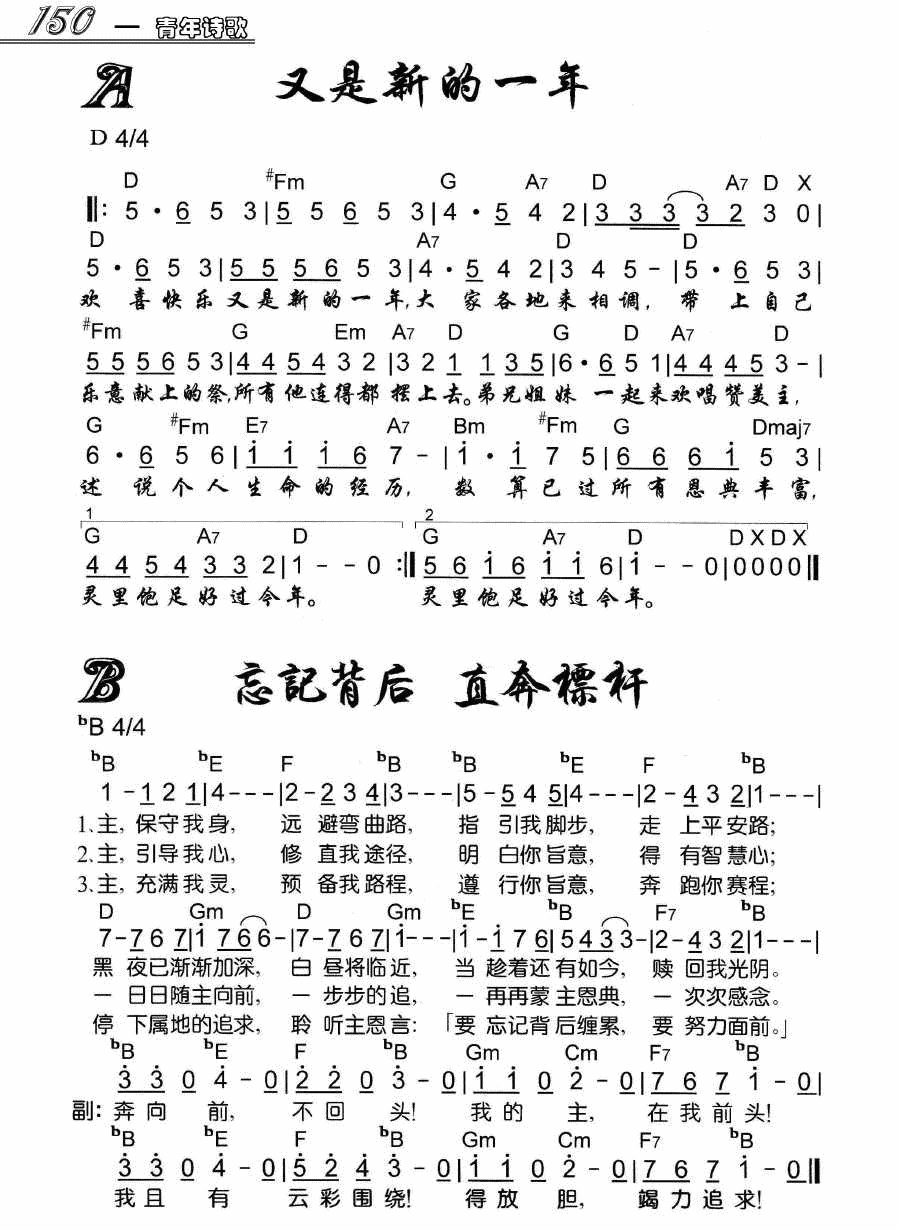 150 — 青年诗歌
A 又是新的一年
D 4/4
D #Fm G A7 D A7 D X
‖: 5 · 6 5 3 | 5 5 6 5 3 | 4 · 5 4 2 | 3 3 3 3 2 3 0 |
D A7 D D
5 · 6 5 3 | 5 5 5 6 5 3 | 4 · 5 4 2 | 3 4 5 - | 5 · 6 5 3 |
欢 喜 快 乐 又 是 新 的 一 年, 大 家 各 地 来 相 调, 带 上 自 己
#Fm G Em A7 D G D A7 D
5 5 5 6 5 3 | 4 4 5 4 3 2 | 3 2 1 1 3 5 | 6 · 6 5 1 | 4 4 4 5 3 - |
乐意献上的祭,所有他连得都 摆上去。弟兄姐妹 一起来欢唱赞美主,
G #Fm E7 A7 Bm #Fm G Dmaj7
6 · 6 5 6 | i i i 6 7 - | i · i 7 5 | 6 6 6 i 5 3 |
述 说 个 人 生 命 的 经 历, 数 算 已 过 所 有 恩 典 丰 富,
1 2
G A7 D G A7 D D X D X
4 4 5 4 3 3 2 | 1 - - 0 :‖ 5 6 i 6 i i 6 | i - - 0 | 0 0 0 0 ‖
灵 里 饱 足 好 过 今 年。 灵 里 饱 足 好 过 今 年。
B 忘記背后 直奔標杆
bB 4/4
bB bE F bB bB bE F bB
1 - 1 2 1 | 4 - - - | 2 - 2 3 4 | 3 - - - | 5 - 5 4 5 | 4 - - - | 2 - 4 3 2 | 1 - - - |
1.主, 保守我身, 远 避弯曲路, 指 引我脚步, 走 上平安路;
2.主, 引导我心, 修 直我途径, 明 白你旨意, 得 有智慧心;
3.主, 充满我灵, 预 备我路程, 遵 行你旨意, 奔 跑你赛程;
D Gm D Gm bE bB F7 bB
7 - 7 6 7 | i 7 6 6 - | 7 - 7 6 7 | i - - - | i - i 7 6 | 5 4 3 3 - | 2 - 4 3 2 | 1 - - - |
黑 夜已渐渐加深, 白 昼将临近, 当 趁着还有如今, 赎 回我光阴。
一 日日随主向前, 一 步步的追, 一 再再蒙主恩典, 一 次次感念。
停 下属地的追求, 聆 听主恩言:「要 忘记背后缠累, 要 努力面前。」
bB bE F bB Gm Cm F7 bB
3 3 0 4 - 0 | 2 2 0 3 - 0 | i i 0 2 - 0 | 7 6 7 i - 0 |
副: 奔 向 前, 不 回 头! 我 的 主, 在 我 前 头!
bB bE F bB Gm Cm F7 bB
3 3 0 4 - 0 | 5 2 4 3 - 0 | i i 0 2 - 0 | 7 6 7 i - 0 ‖
我 且 有 云 彩 围 绕! 得 放 胆, 竭 力 追 求!